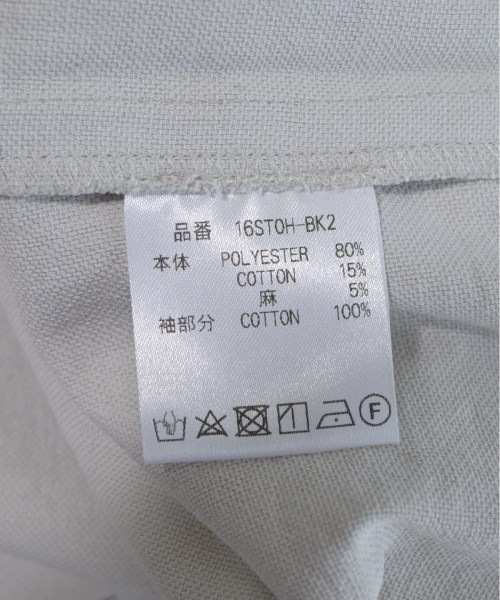 品番 16STOH-BK2
本体 POLYESTER 80%
COTTON 15%
麻 5%
袖部分 COTTON 100%
F